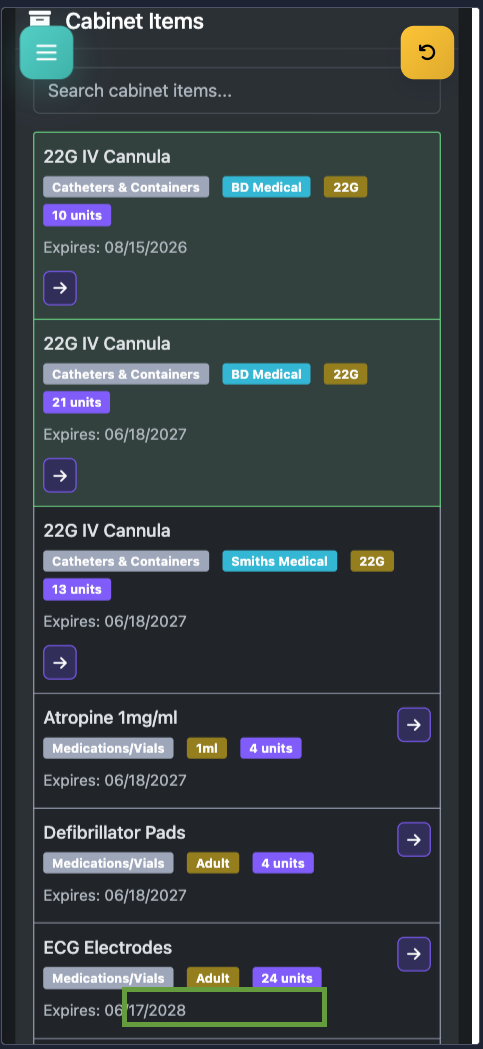 Cabinet Items
Search cabinet items...
22G IV Cannula
Catheters & Containers BD Medical 22G
10 units
Expires: 08/15/2026
22G IV Cannula
Catheters & Containers BD Medical 22G
21 units
Expires: 06/18/2027
22G IV Cannula
Catheters & Containers Smiths Medical 22G
13 units
Expires: 06/18/2027
Atropine 1mg/ml
Medications/Vials 1ml 4 units
Expires: 06/18/2027
Defibrillator Pads
Medications/Vials Adult 4 units
Expires: 06/18/2027
ECG Electrodes
Medications/Vials Adult 24 units
Expires: 06/17/2028